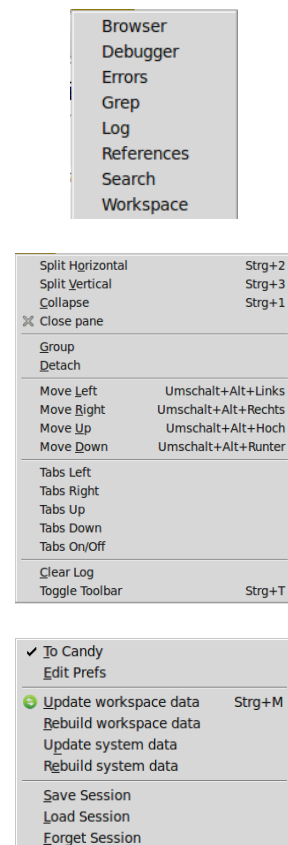 Browser
Debugger
Errors
Grep
Log
References
Search
Workspace
Split Horizontal Strg+2
Split Vertical Strg+3
Collapse Strg+1
Close pane
Group
Detach
Move Left Umschalt+Alt+Links
Move Right Umschalt+Alt+Rechts
Move Up Umschalt+Alt+Hoch
Move Down Umschalt+Alt+Runter
Tabs Left
Tabs Right
Tabs Up
Tabs Down
Tabs On/Off
Clear Log
Toggle Toolbar Strg+T
To Candy
Edit Prefs
Update workspace data Strg+M
Rebuild workspace data
Update system data
Rebuild system data
Save Session
Load Session
Forget Session